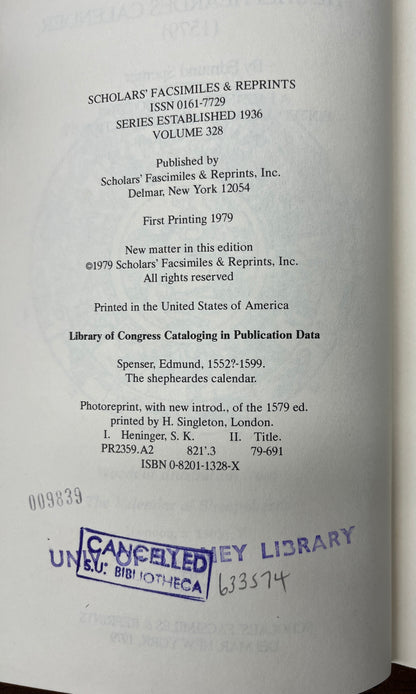 SCHOLARS' FACSIMILES & REPRINTS
ISSN 0161-7729
SERIES ESTABLISHED 1936
VOLUME 328
Published by
Scholars' Fascimiles & Reprints, Inc.
Delmar, New York 12054
First Printing 1979
New matter in this edition
©1979 Scholars' Facsimiles & Reprints, Inc.
All rights reserved
Printed in the United States of America
Library of Congress Cataloging in Publication Data
Spenser, Edmund, 1552?-1599.
The shepheardes calendar.
Photoreprint, with new introd., of the 1579 ed.
printed by H. Singleton, London.
I. Heninger, S. K. II. Title.
PR2359.A2 821'.3 79-691
ISBN 0-8201-1328-X
009839
CANCELLED
S.U. BIBLIOTHECA
LIBRARY
633574